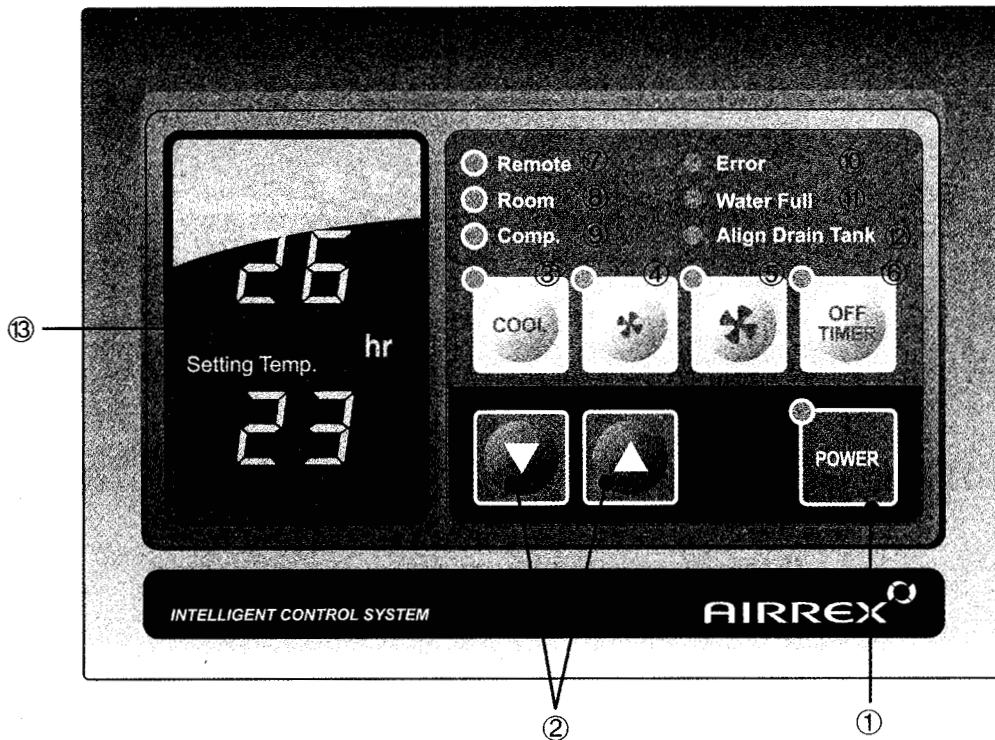 Remote ⑦
Error ⑩
Room ⑧
Water Full ⑪
Comp. ⑨
Align Drain Tank ⑫
26
③ ④ ⑤ ⑥
COOL
OFF
TIMER
⑬
hr
Setting Temp.
23
POWER
INTELLIGENT CONTROL SYSTEM
AIRREX
②
①